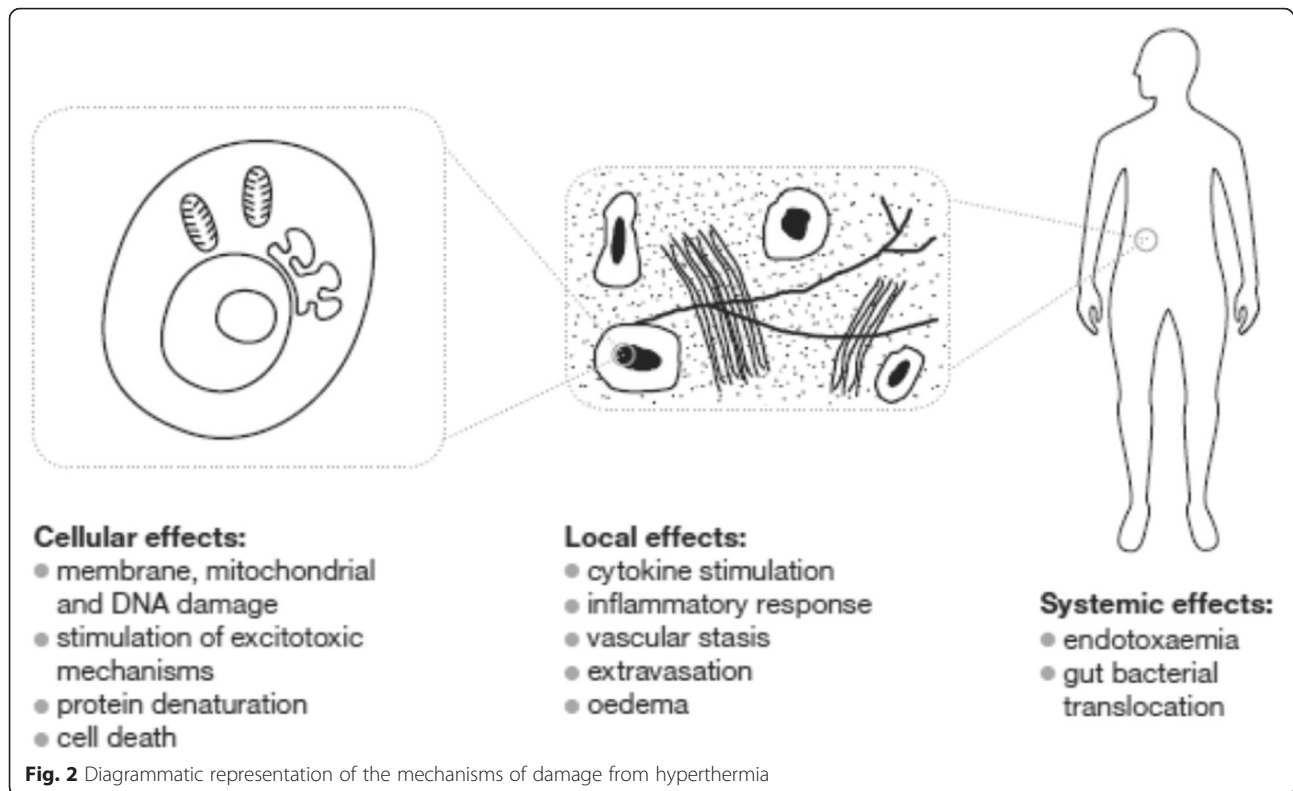 Cellular effects:
● membrane, mitochondrial
and DNA damage
● stimulation of excitotoxic
mechanisms
● protein denaturation
● cell death
Local effects:
● cytokine stimulation
● inflammatory response
● vascular stasis
● extravasation
● oedema
Systemic effects:
● endotoxaemia
● gut bacterial
translocation
Fig. 2 Diagrammatic representation of the mechanisms of damage from hyperthermia